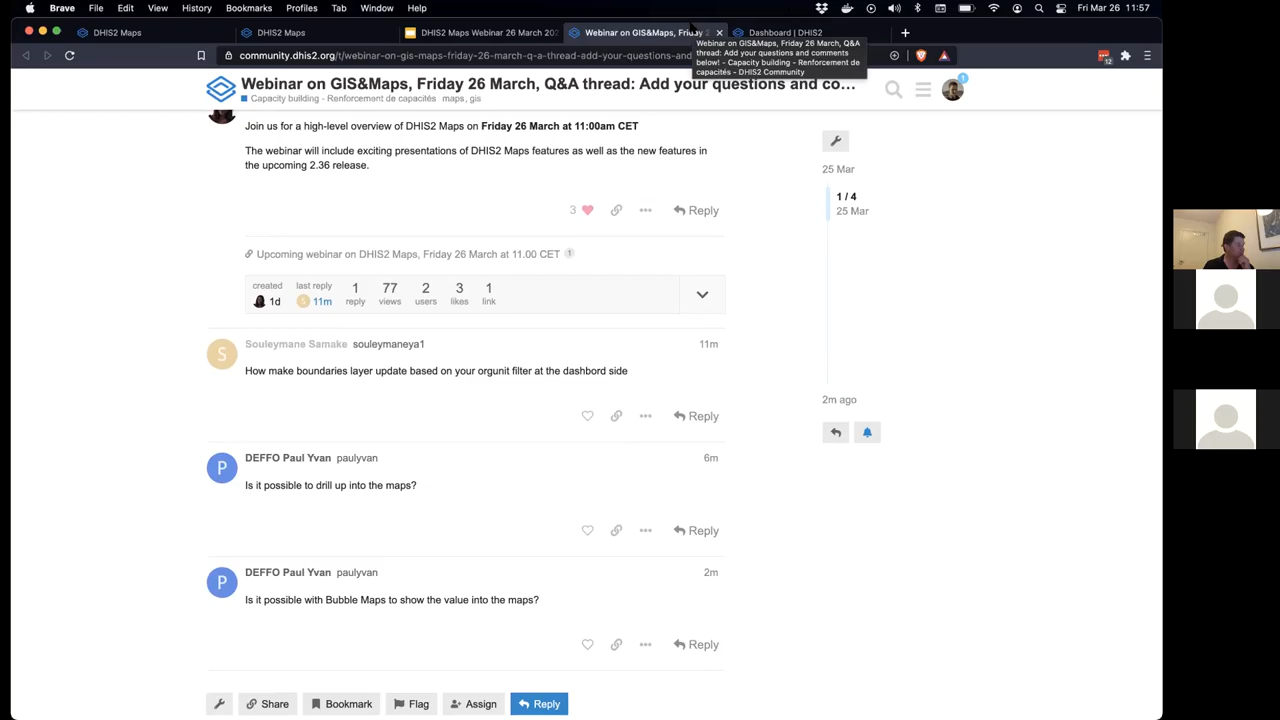 Brave File Edit View History Bookmarks Profiles Tab Window Help Fri Mar 26 11:57
DHIS2 Maps
DHIS2 Maps
DHIS2 Maps Webinar 26 March 202
Webinar on GIS&Maps, Friday 2
Dashboard | DHIS2
community.dhis2.org/t/webinar-on-gis-maps-friday-26-march-q-a-thread-add-your-questions-and
12
Webinar on GIS&Maps, Friday 26 March, Q&A
thread: Add your questions and comments
below! - Capacity building - Renforcement de
capacités - DHIS2 Community
Webinar on GIS&Maps, Friday 26 March, Q&A thread: Add your questions and co...
Capacity building - Renforcement de capacités maps, gis
1
Join us for a high-level overview of DHIS2 Maps on Friday 26 March at 11:00am CET
The webinar will include exciting presentations of DHIS2 Maps features as well as the new features in
the upcoming 2.36 release.
3 Reply
25 Mar
1 / 4
25 Mar
2m ago
Upcoming webinar on DHIS2 Maps, Friday 26 March at 11.00 CET 1
created last reply 1 77 2 3 1
1d S 11m reply views users likes link
S
Souleymane Samake souleymaneya1 11m
How make boundaries layer update based on your orgunit filter at the dashbord side
Reply
P
DEFFO Paul Yvan paulyvan 6m
Is it possible to drill up into the maps?
Reply
P
DEFFO Paul Yvan paulyvan 2m
Is it possible with Bubble Maps to show the value into the maps?
Reply
Share Bookmark Flag Assign Reply